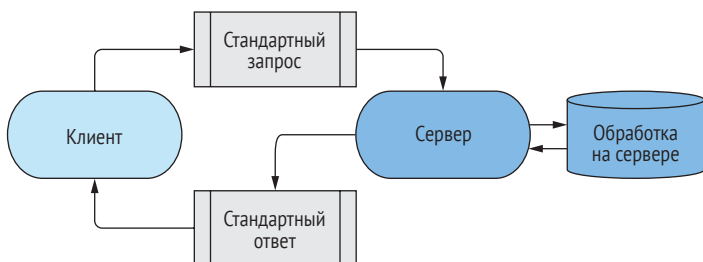 Стандартный
запрос
Клиент
Сервер
Обработка
на сервере
Стандартный
ответ